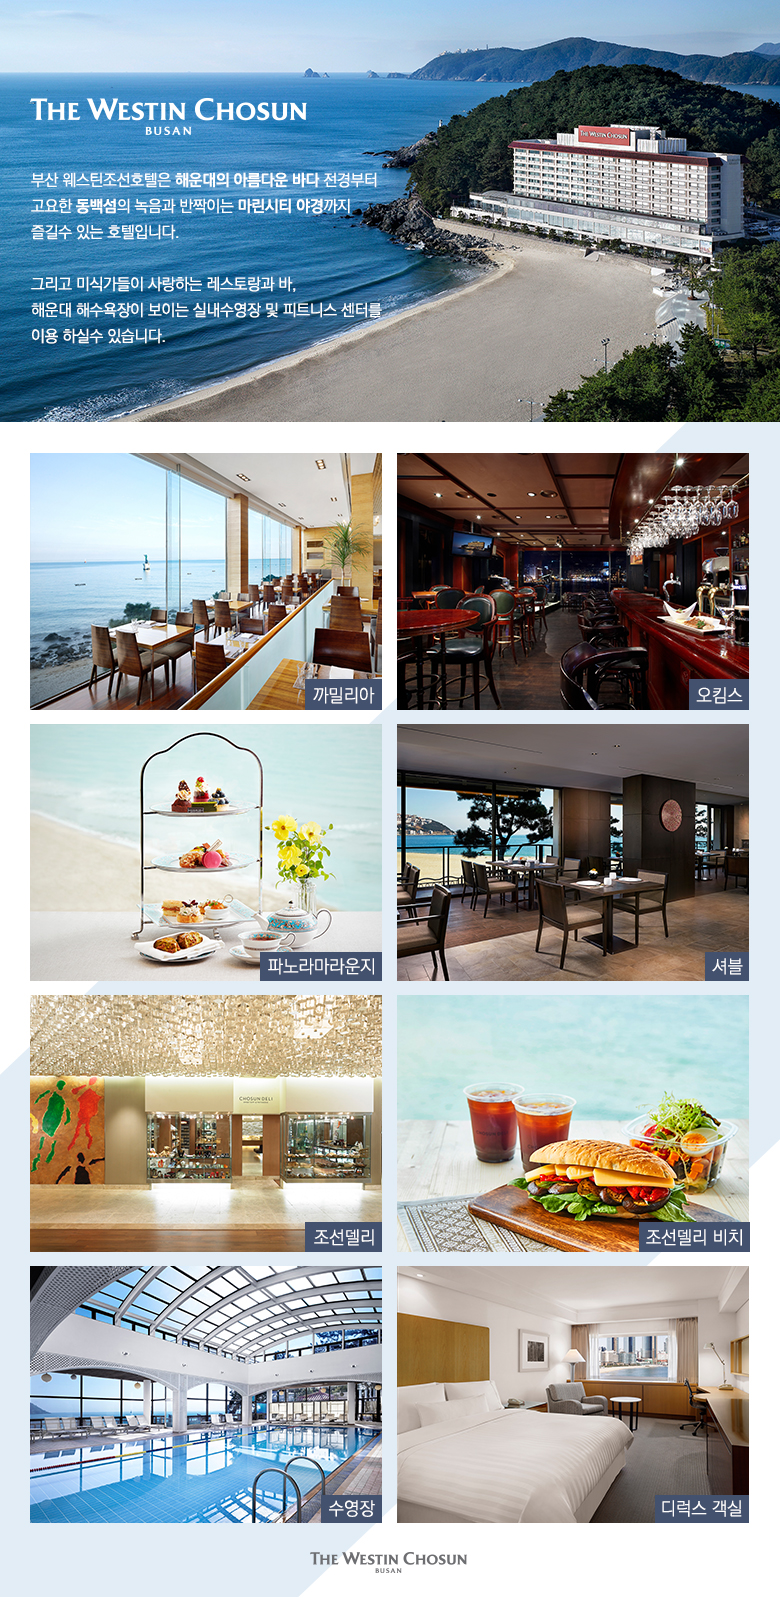 THE WESTIN CHOSUN
BUSAN
부산 웨스틴조선호텔은 해운대의 아름다운 바다 전경부터
고요한 동백섬의 녹음과 반짝이는 마린시티 야경까지
즐길수 있는 호텔입니다.
그리고 미식가들이 사랑하는 레스토랑과 바,
해운대 해수욕장이 보이는 실내수영장 및 피트니스 센터를
이용 하실수 있습니다.
THE WESTIN CHOSUN
까밀리아
오킴스
파노라마라운지
셔블
CHOSUN DELI
조선델리
조선델리 비치
수영장
디럭스 객실
THE WESTIN CHOSUN
BUSAN